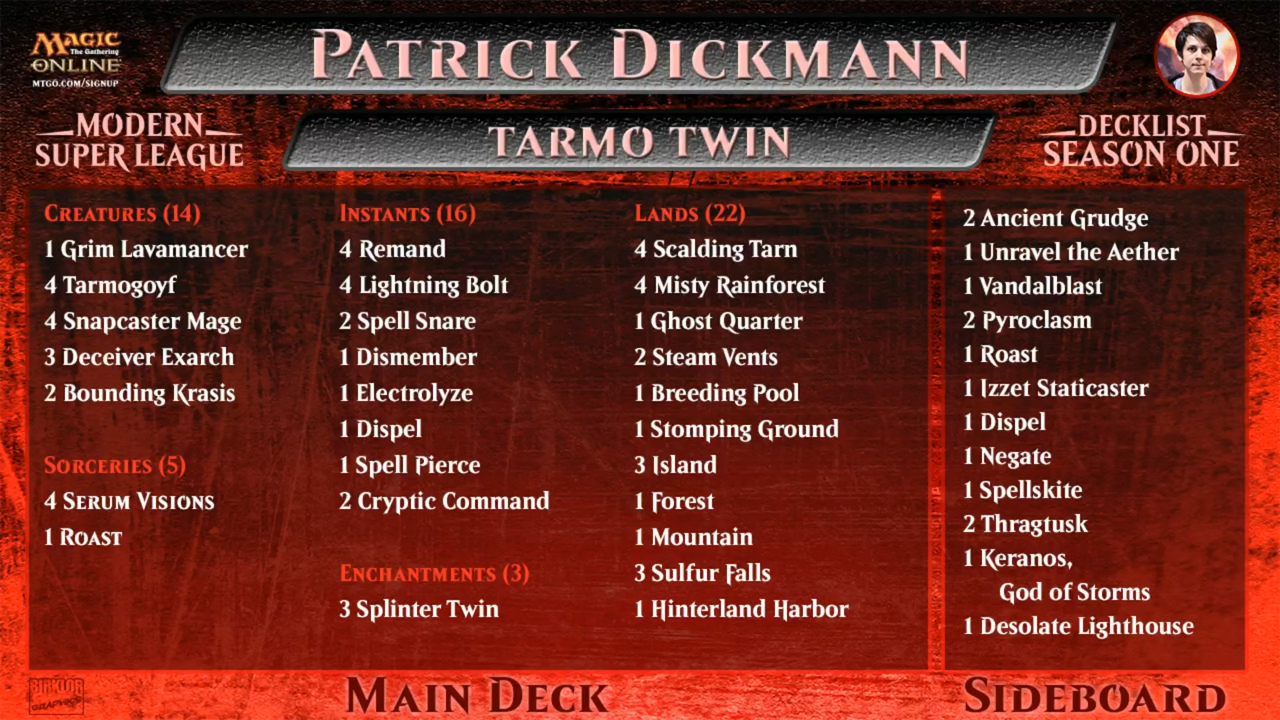 MAGIC
The Gathering
ONLINE
MTGO.COM/SIGNUP
PATRICK DICKMANN
MODERN
SUPER LEAGUE
TARMO TWIN
DECKLIST
SEASON ONE
CREATURES (14)
1 Grim Lavamancer
4 Tarmogoyf
4 Snapcaster Mage
3 Deceiver Exarch
2 Bounding Krasis
SORCERIES (5)
4 SERUM VISIONS
1 ROAST
INSTANTS (16)
4 Remand
4 Lightning Bolt
2 Spell Snare
1 Dismember
1 Electrolyze
1 Dispel
1 Spell Pierce
2 Cryptic Command
ENCHANTMENTS (3)
3 Splinter Twin
LANDS (22)
4 Scalding Tarn
4 Misty Rainforest
1 Ghost Quarter
2 Steam Vents
1 Breeding Pool
1 Stomping Ground
3 Island
1 Forest
1 Mountain
3 Sulfur Falls
1 Hinterland Harbor
2 Ancient Grudge
1 Unravel the Aether
1 Vandalblast
2 Pyroclasm
1 Roast
1 Izzet Staticaster
1 Dispel
1 Negate
1 Spellskite
2 Thragtusk
1 Keranos,
God of Storms
1 Desolate Lighthouse
BIRKLOR
GRAPHICS
MAIN DECK
SIDEBOARD